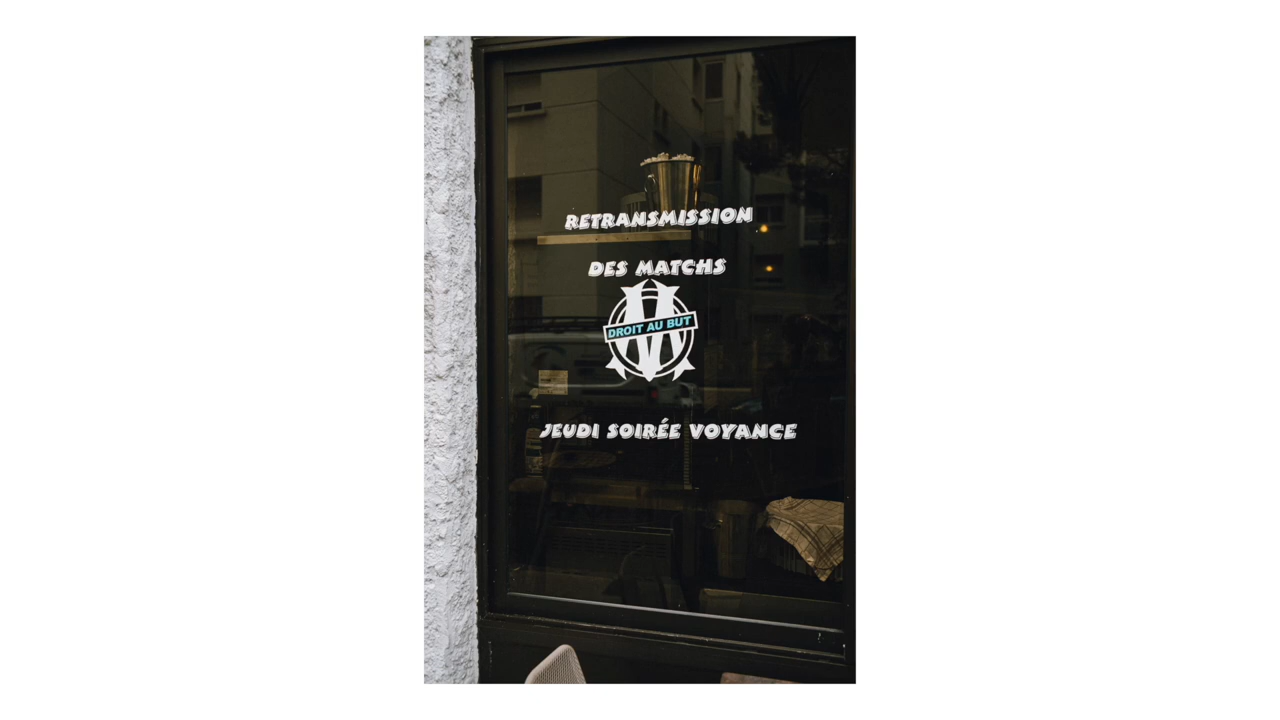 RETRANSMISSION
DES MATCHS
DROIT AU BUT
JEUDI SOIRÉE VOYANCE